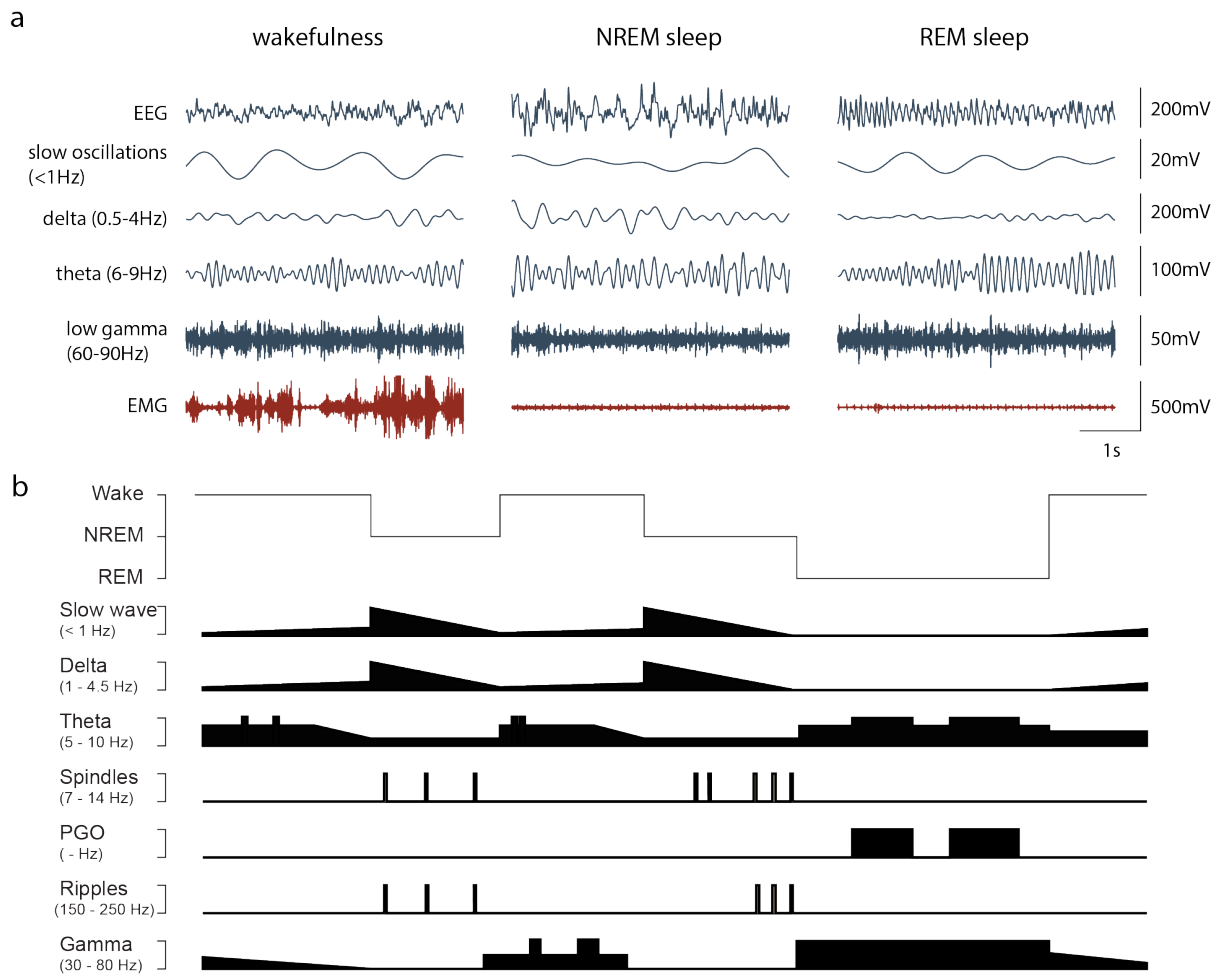 a
wakefulness NREM sleep REM sleep
EEG 200mV
slow oscillations
(<1Hz) 20mV
delta (0.5-4Hz) 200mV
theta (6-9Hz) 100mV
low gamma
(60-90Hz) 50mV
EMG 500mV
1s
b
Wake
NREM
REM
Slow wave
(< 1 Hz)
Delta
(1 - 4.5 Hz)
Theta
(5 - 10 Hz)
Spindles
(7 - 14 Hz)
PGO
( - Hz)
Ripples
(150 - 250 Hz)
Gamma
(30 - 80 Hz)